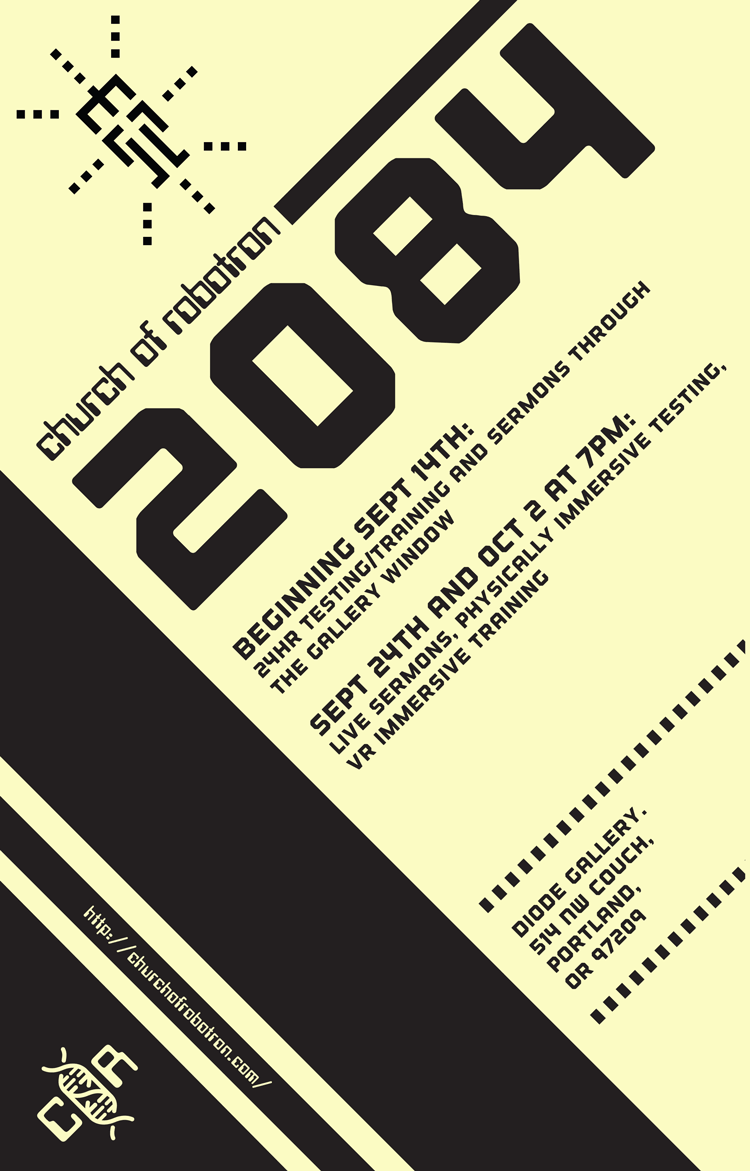 church of robotron
2084
BEGINNING SEPT 14TH:
24HR TESTING/TRAINING AND SERMONS THROUGH
THE GALLERY WINDOW
SEPT 24TH AND OCT 2 AT 7PM:
LIVE SERMONS, PHYSICALLY IMMERSIVE TESTING,
VR IMMERSIVE TRAINING
DIODE GALLERY.
514 NW COUCH,
PORTLAND,
OR 97209
http://churchofrobotron.com/
C R